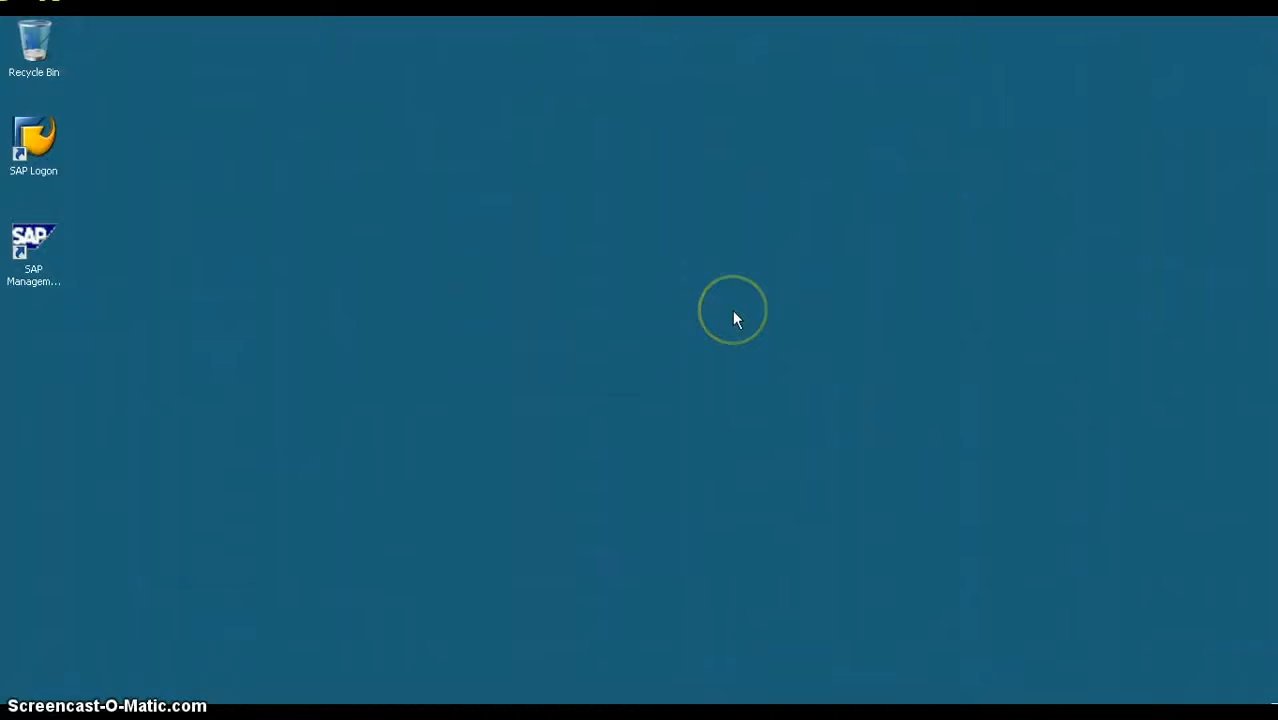 Recycle Bin
SAP Logon
SAP
SAP
Managem...
Screencast-O-Matic.com